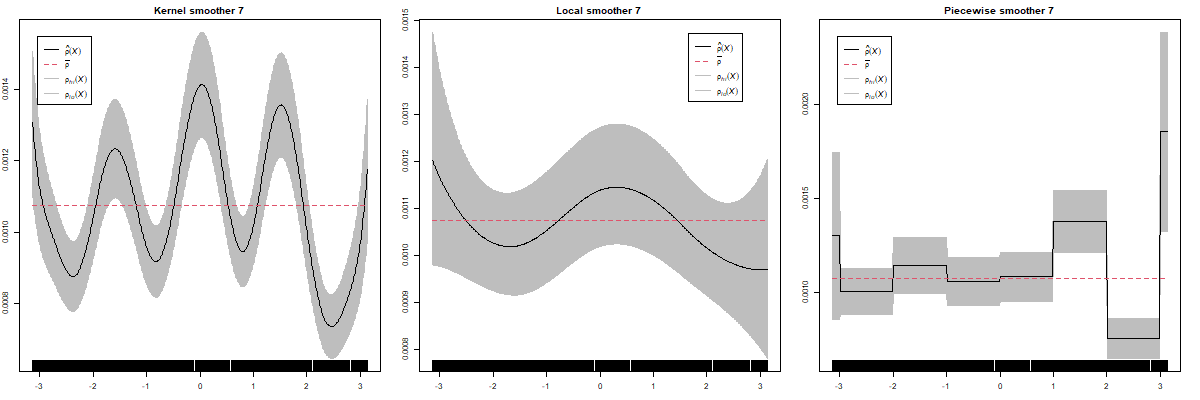 Kernel smoother 7
ρ̂(X)
ρ̄
ρhi(X)
ρlo(X)
0.0014
0.0012
0.0010
0.0008
-3 -2 -1 0 1 2 3
Local smoother 7
ρ̂(X)
ρ̄
ρhi(X)
ρlo(X)
0.0015
0.0014
0.0013
0.0012
0.0011
0.0010
0.0009
0.0008
-3 -2 -1 0 1 2 3
Piecewise smoother 7
ρ̂(X)
ρ̄
ρhi(X)
ρlo(X)
0.0020
0.0015
0.0010
-3 -2 -1 0 1 2 3